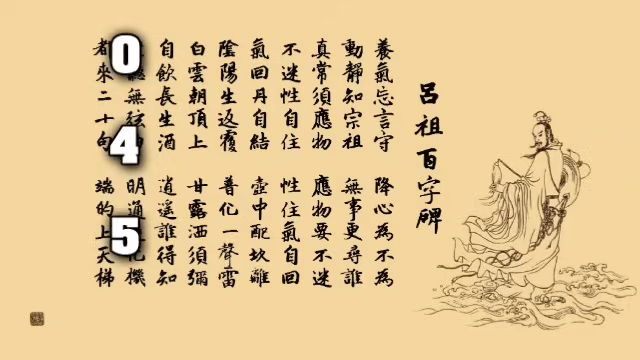 呂祖百字碑
養氣忘言守 降心為不為
動靜知宗祖 無事更尋誰
真常須應物 應物要不迷
不迷性自住 性住氣自回
氣回丹自結 壺中配坎離
陰陽生返覆 普化一聲雷
白雲朝頂上 甘露洒須彌
自飲長生酒 逍遙誰得知
聽無弦 明通化機
都來二十句 端的上天梯
0
4
5